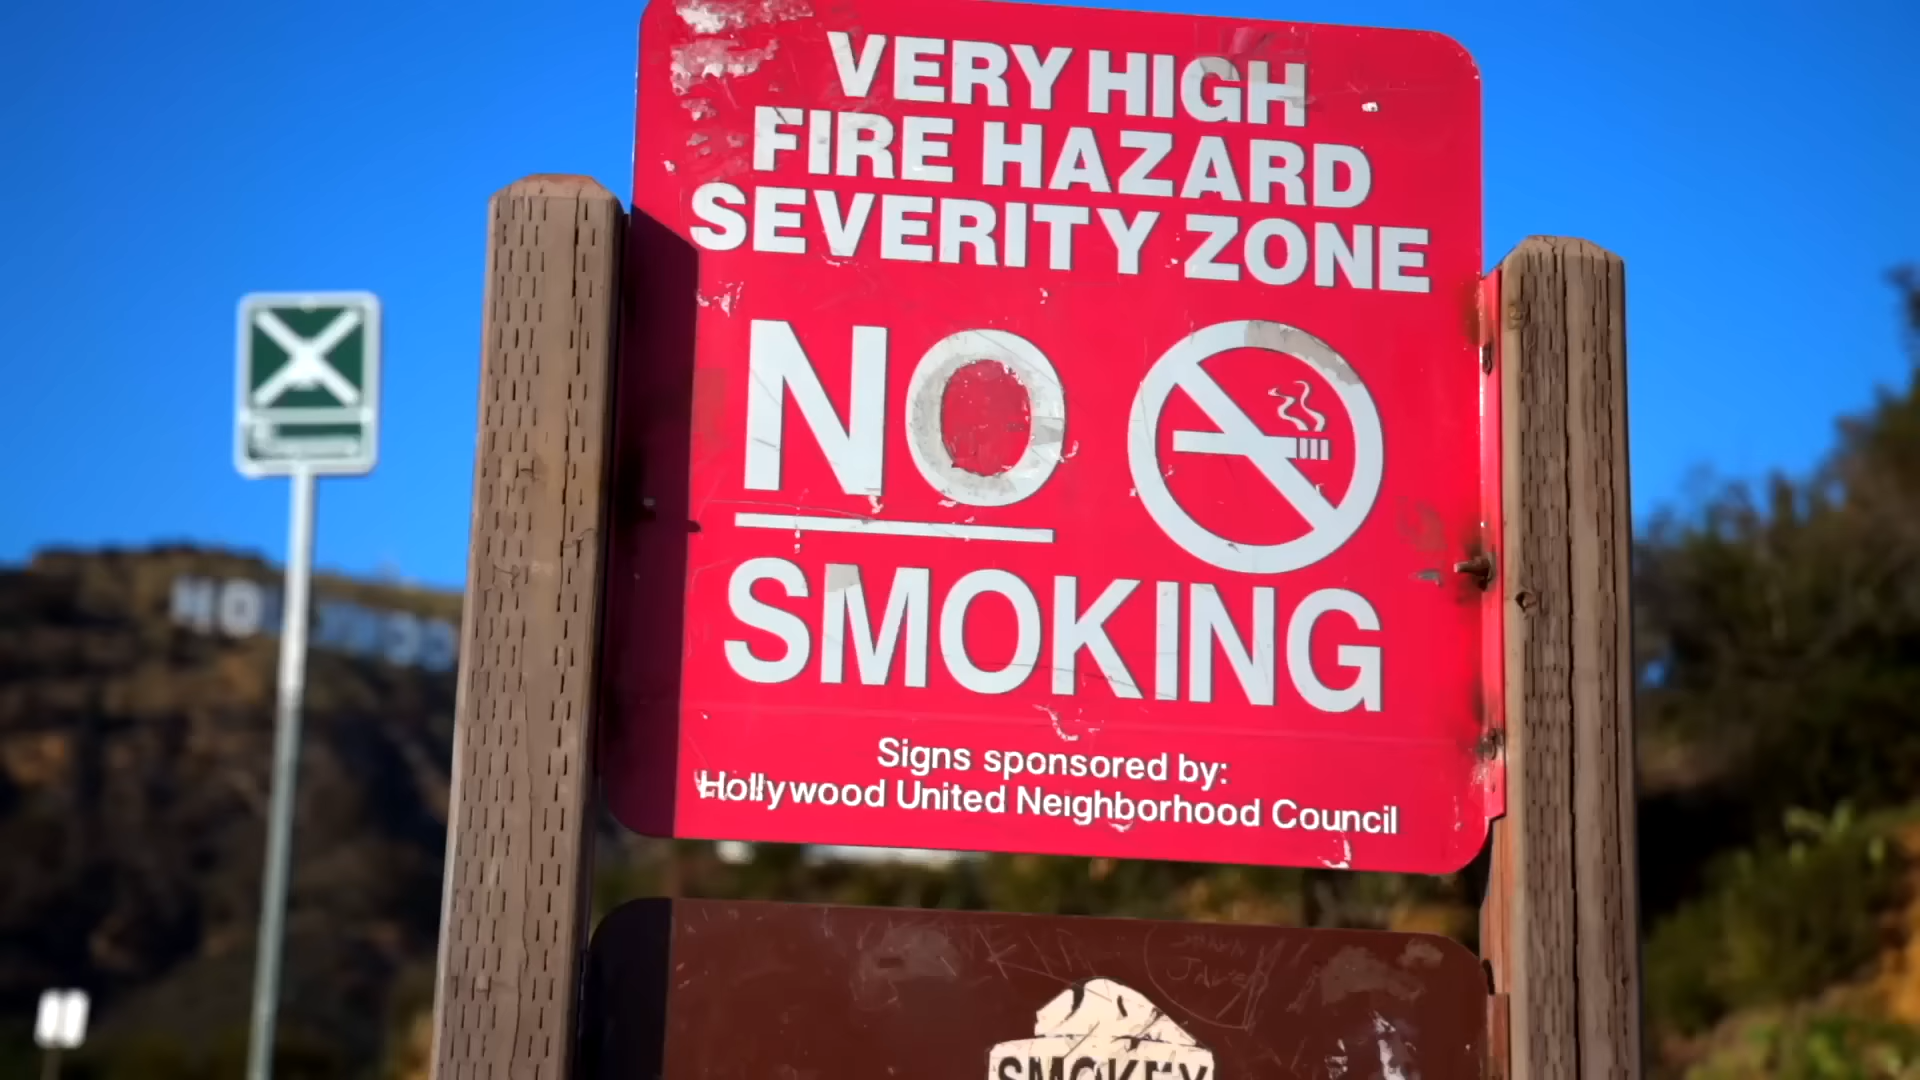 VERY HIGH
FIRE HAZARD
SEVERITY ZONE
NO
SMOKING
Signs sponsored by:
Hollywood United Neighborhood Council
SMOKEY